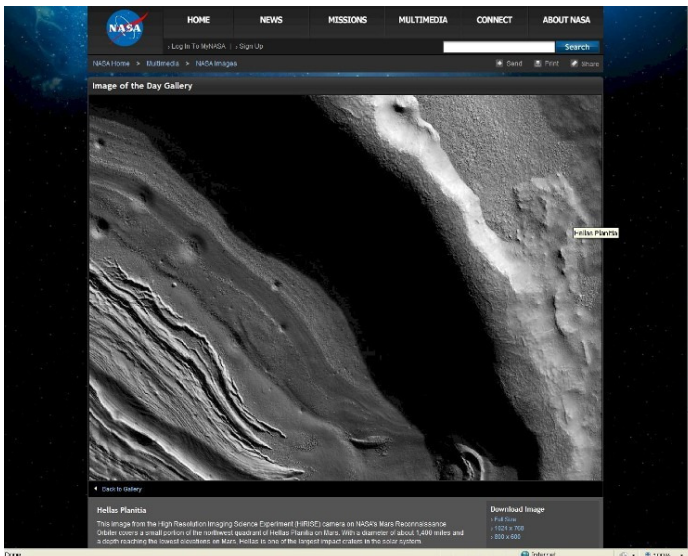 NASA
HOME NEWS MISSIONS MULTIMEDIA CONNECT ABOUT NASA
› Log In To MyNASA | › Sign Up
Search
NASA Home > Multimedia > NASA Images
Send Print Share
Image of the Day Gallery
Hellas Planitia
Back to Gallery
Hellas Planitia
This image from the High Resolution Imaging Science Experiment (HIRISE) camera on NASA's Mars Reconnaissance
Orbiter covers a small portion of the northwest quadrant of Hellas Planitia on Mars. With a diameter of about 1,400 miles and
a depth reaching the lowest elevations on Mars, Hellas is one of the largest impact craters in the solar system.
Download Image
› Full Size
› 1024 x 768
› 800 x 600
Done
Internet